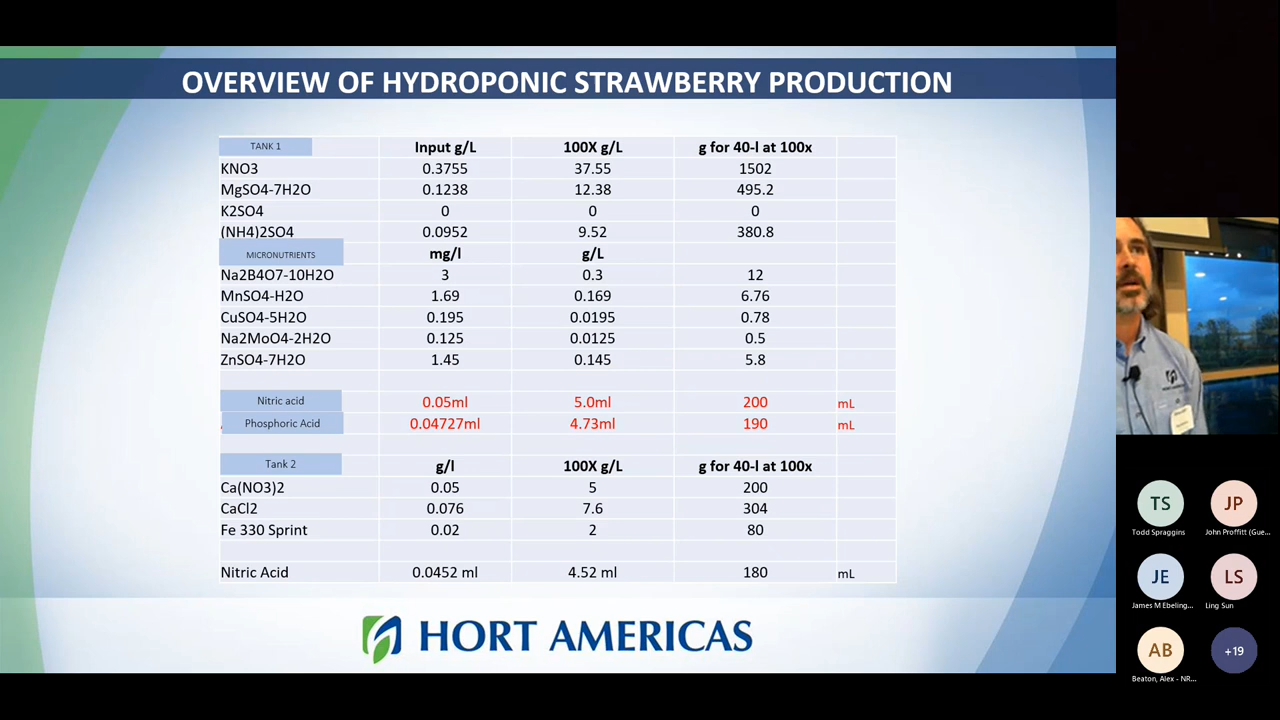 OVERVIEW OF HYDROPONIC STRAWBERRY PRODUCTION
TANK 1 Input g/L 100X g/L g for 40-l at 100x
KNO3 0.3755 37.55 1502
MgSO4-7H2O 0.1238 12.38 495.2
K2SO4 0 0 0
(NH4)2SO4 0.0952 9.52 380.8
MICRONUTRIENTS mg/l g/L
Na2B4O7-10H2O 3 0.3 12
MnSO4-H2O 1.69 0.169 6.76
CuSO4-5H2O 0.195 0.0195 0.78
Na2MoO4-2H2O 0.125 0.0125 0.5
ZnSO4-7H2O 1.45 0.145 5.8
Nitric acid 0.05ml 5.0ml 200 mL
Phosphoric Acid 0.04727ml 4.73ml 190 mL
Tank 2 g/l 100X g/L g for 40-l at 100x
Ca(NO3)2 0.05 5 200
CaCl2 0.076 7.6 304
Fe 330 Sprint 0.02 2 80
Nitric Acid 0.0452 ml 4.52 ml 180 mL
HORT AMERICAS
TS JP
Todd Spraggins John Proffitt (Gue...
JE LS
James M Ebeling... Ling Sun
AB +19
Beaton, Alex - NR...